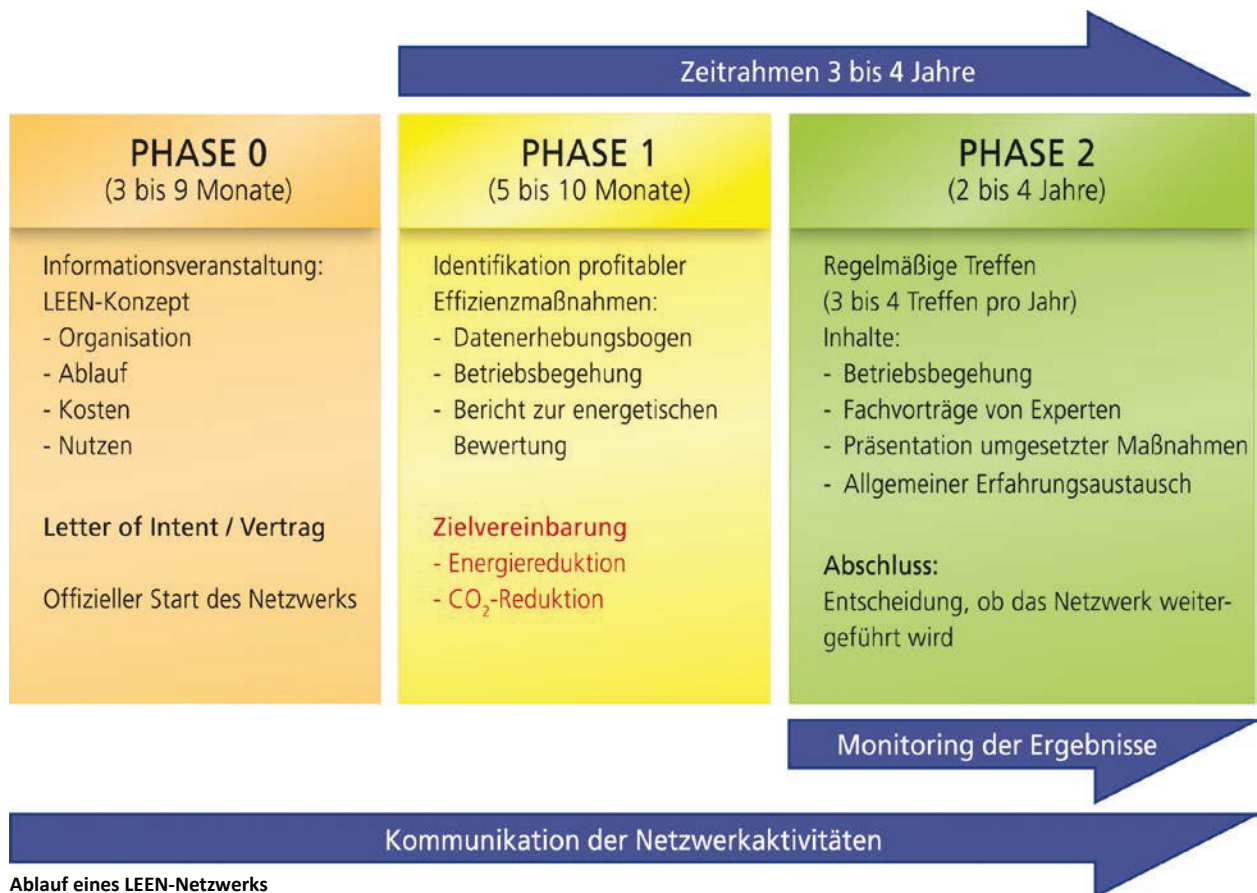 Zeitrahmen 3 bis 4 Jahre
PHASE 0
(3 bis 9 Monate)
Informationsveranstaltung:
LEEN-Konzept
- Organisation
- Ablauf
- Kosten
- Nutzen
Letter of Intent / Vertrag
Offizieller Start des Netzwerks
PHASE 1
(5 bis 10 Monate)
Identifikation profitabler
Effizienzmaßnahmen:
- Datenerhebungsbogen
- Betriebsbegehung
- Bericht zur energetischen
Bewertung
Zielvereinbarung
- Energiereduktion
- CO₂-Reduktion
PHASE 2
(2 bis 4 Jahre)
Regelmäßige Treffen
(3 bis 4 Treffen pro Jahr)
Inhalte:
- Betriebsbegehung
- Fachvorträge von Experten
- Präsentation umgesetzter Maßnahmen
- Allgemeiner Erfahrungsaustausch
Abschluss:
Entscheidung, ob das Netzwerk weiter-
geführt wird
Monitoring der Ergebnisse
Kommunikation der Netzwerkaktivitäten
Ablauf eines LEEN-Netzwerks